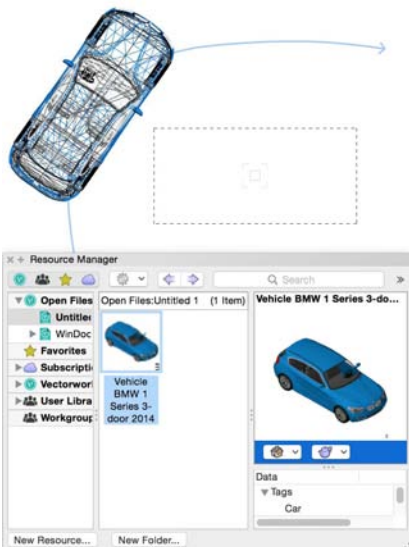 Resource Manager
Search
Open Files
Open Files:Untitled 1 (1 Item)
Vehicle BMW 1 Series 3-do...
Untitled
WinDoc
Favorites
Subscripti
Vectorwor
User Libra
Workgroup
Vehicle
BMW 1
Series 3-
door 2014
Data
Tags
Car
New Resource...
New Folder...